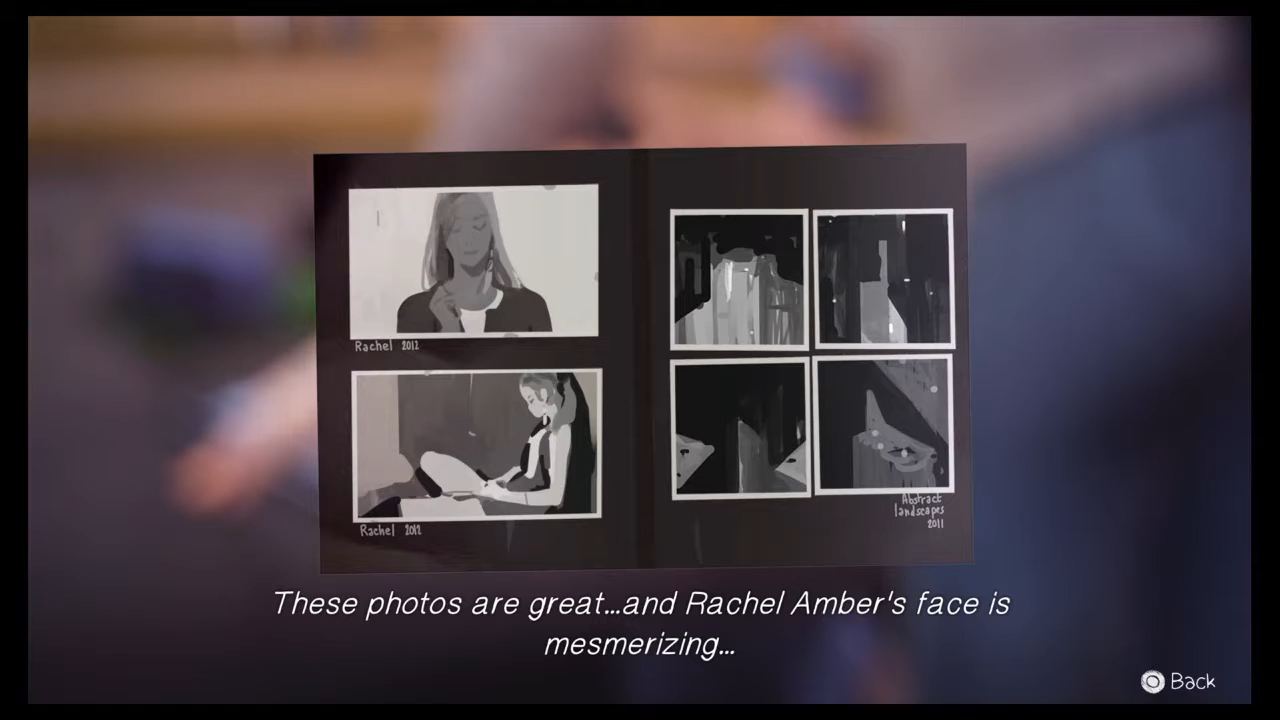 Rachel 2012
Rachel 2012
Abstract
landscapes
2011
These photos are great...and Rachel Amber's face is
mesmerizing...
Back